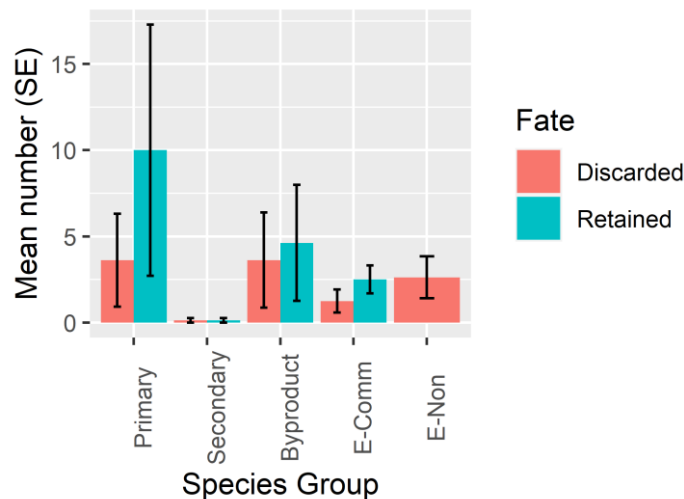 Mean number (SE)
15
10
5
0
Primary
Secondary
Byproduct
E-Comm
E-Non
Species Group
Fate
Discarded
Retained